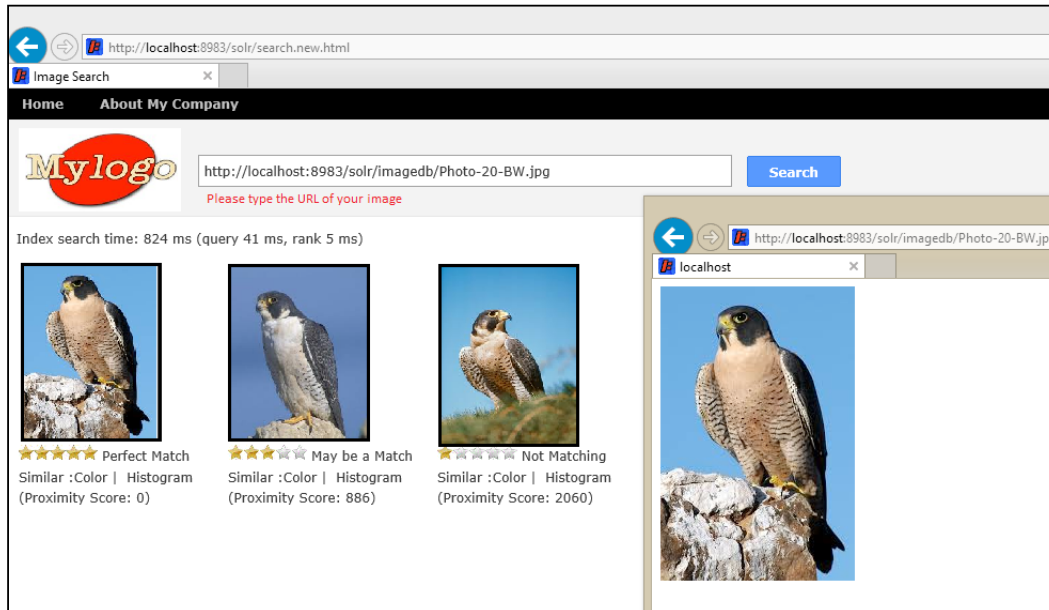 http://localhost:8983/solr/search.new.html
Image Search
Home About My Company
Mylogo
http://localhost:8983/solr/imagedb/Photo-20-BW.jpg
Search
Please type the URL of your image
Index search time: 824 ms (query 41 ms, rank 5 ms)
Perfect Match
Similar :Color | Histogram
(Proximity Score: 0)
May be a Match
Similar :Color | Histogram
(Proximity Score: 886)
Not Matching
Similar :Color | Histogram
(Proximity Score: 2060)
http://localhost:8983/solr/imagedb/Photo-20-BW.jp
localhost